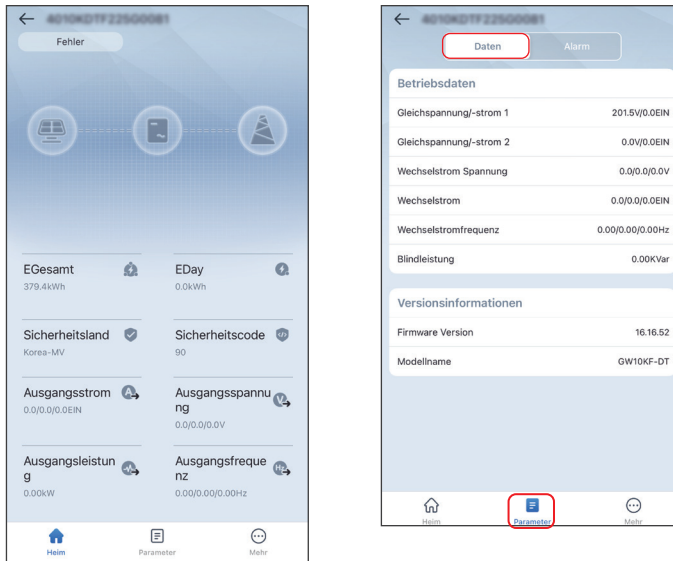 Fehler
EGesamt
379.4kWh
EDay
0.0kWh
Sicherheitsland
Korea-MV
Sicherheitscode
90
Ausgangsstrom
0.0/0.0/0.0EIN
Ausgangsspannu
ng
0.0/0.0/0.0V
Ausgangsleistun
g
0.00kW
Ausgangsfreque
nz
0.00/0.00/0.00Hz
Heim Parameter Mehr
Daten Alarm
Betriebsdaten
Gleichspannung/-strom 1 201.5V/0.0EIN
Gleichspannung/-strom 2 0.0V/0.0EIN
Wechselstrom Spannung 0.0/0.0/0.0V
Wechselstrom 0.0/0.0/0.0EIN
Wechselstromfrequenz 0.00/0.00/0.00Hz
Blindleistung 0.00KVar
Versionsinformationen
Firmware Version 16.16.52
Modellname GW10KF-DT
Heim Parameter Mehr